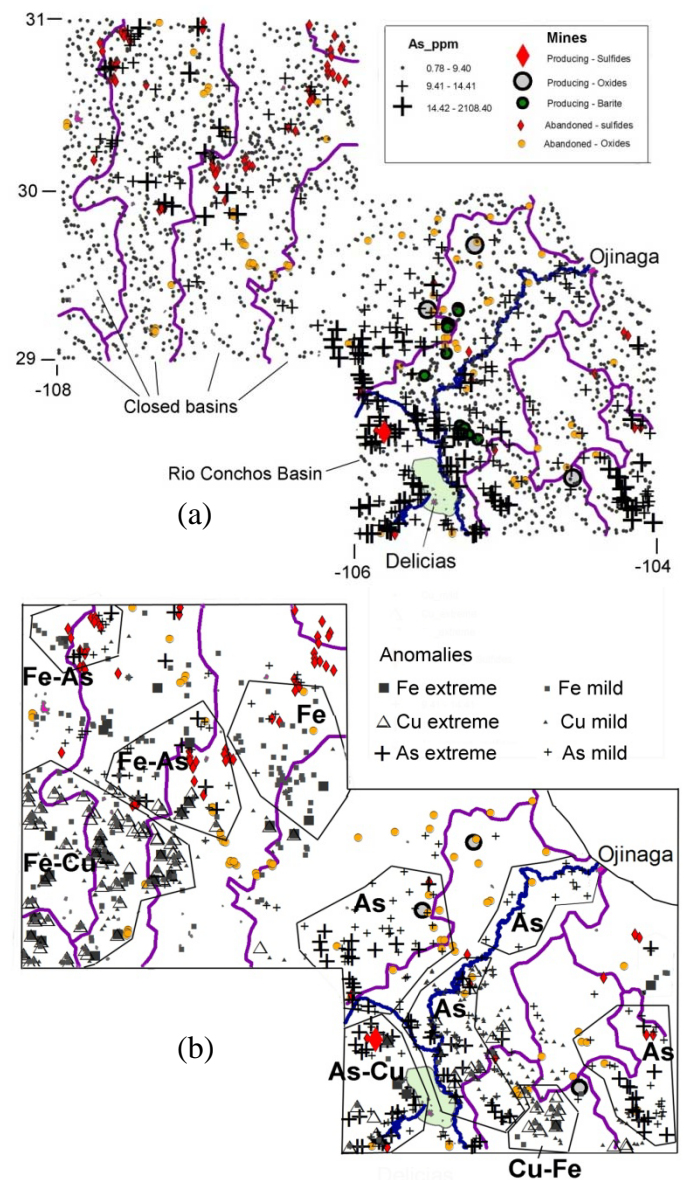 31
30
29
-108
As_ppm
0.78 - 9.40
9.41 - 14.41
14.42 - 2108.40
Mines
Producing - Sulfides
Producing - Oxides
Producing - Barite
Abandoned - sulfides
Abandoned - Oxides
Ojinaga
Closed basins
Rio Conchos Basin
(a)
Delicias
-106
-104
Anomalies
Fe extreme
Fe mild
Cu extreme
Cu mild
As extreme
As mild
Fe-As
Fe
Fe-As
Fe-Cu
Ojinaga
As
As
As
As
As-Cu
(b)
Cu-Fe